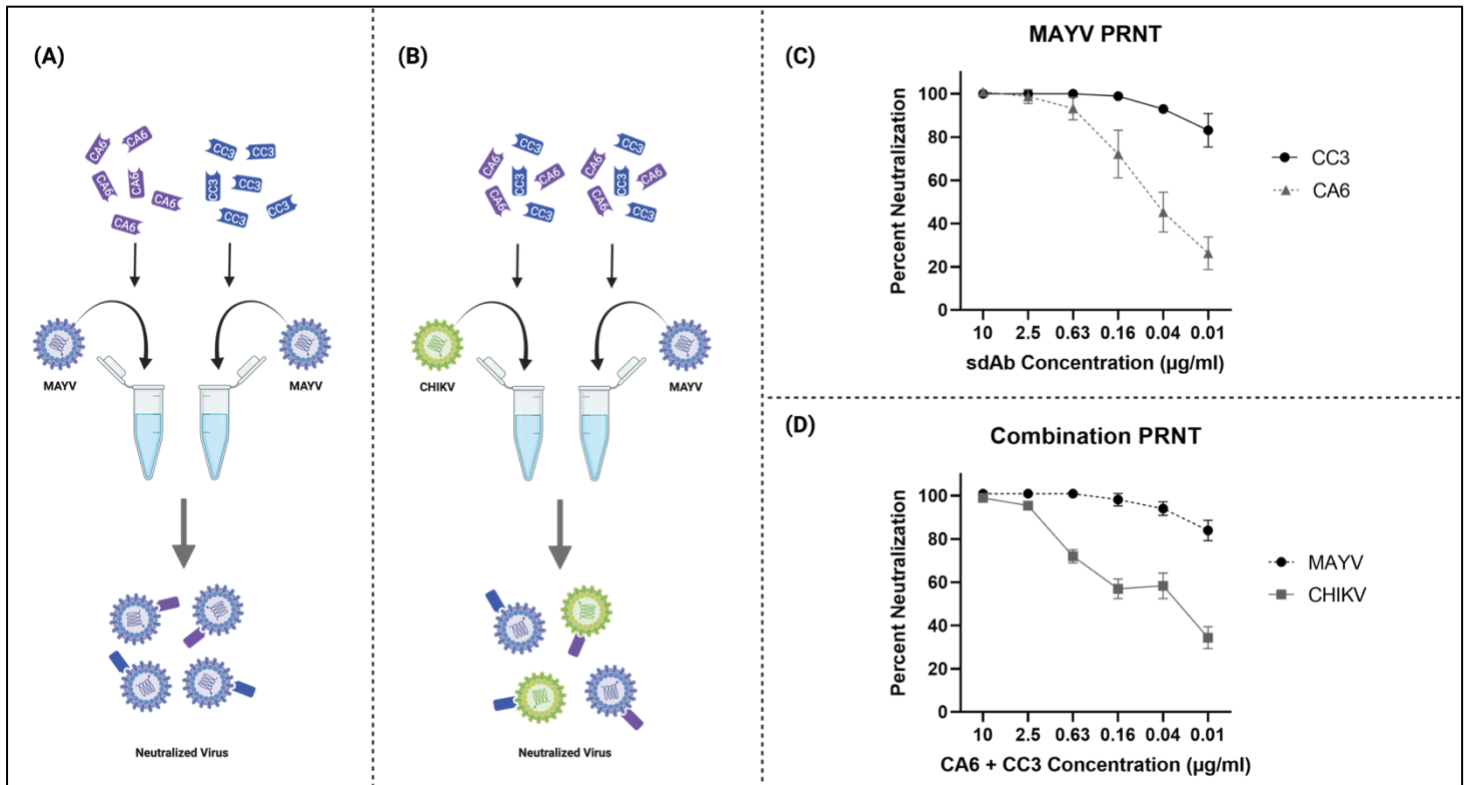 (A)
CA6
CA6
CA6
CA6
CA6
CA6
CC3
CC3
CC3
CC3
CC3
CC3
MAYV
MAYV
Neutralized Virus
(B)
CC3
CA6
CC3
CA6
CA6
CC3
CC3
CA6
CC3
CA6
CA6
CC3
CHIKV
MAYV
Neutralized Virus
(C)
MAYV PRNT
Percent Neutralization
100
80
60
40
20
0
10 2.5 0.63 0.16 0.04 0.01
sdAb Concentration (μg/ml)
CC3
CA6
(D)
Combination PRNT
Percent Neutralization
100
80
60
40
20
0
10 2.5 0.63 0.16 0.04 0.01
CA6 + CC3 Concentration (μg/ml)
MAYV
CHIKV